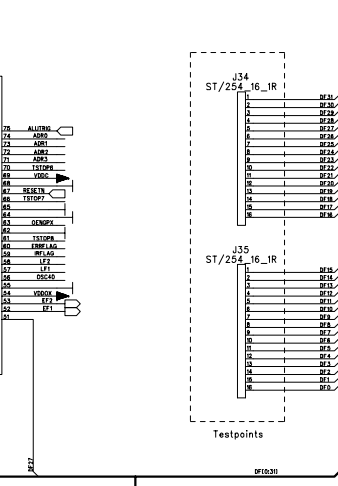 J34
ST/254_16_1R
1 DF31
2 DF30
3 DF29
4 DF28
5 DF27
6 DF26
7 DF25
8 DF24
9 DF23
10 DF22
11 DF21
12 DF20
13 DF19
14 DF18
15 DF17
16 DF16
75 ALUTRIG
74 ADR0
73 ADR1
72 ADR2
71 ADR3
70 TSTOP8
69 VDDC
68
67 RESETN
66 TSTOP7
65
64
63 OENGPX
62
61 TSTOP6
60 ERRFLAG
59 IRFLAG
58 LF2
57 LF1
56 OSC40
55
54 VDDOX
53 EF2
52 EF1
51
J35
ST/254_16_1R
1 DF15
2 DF14
3 DF13
4 DF12
5 DF11
6 DF10
7 DF9
8 DF8
9 DF7
10 DF6
11 DF5
12 DF4
13 DF3
14 DF2
15 DF1
16 DF0
Testpoints
DF27
DF[0:31]